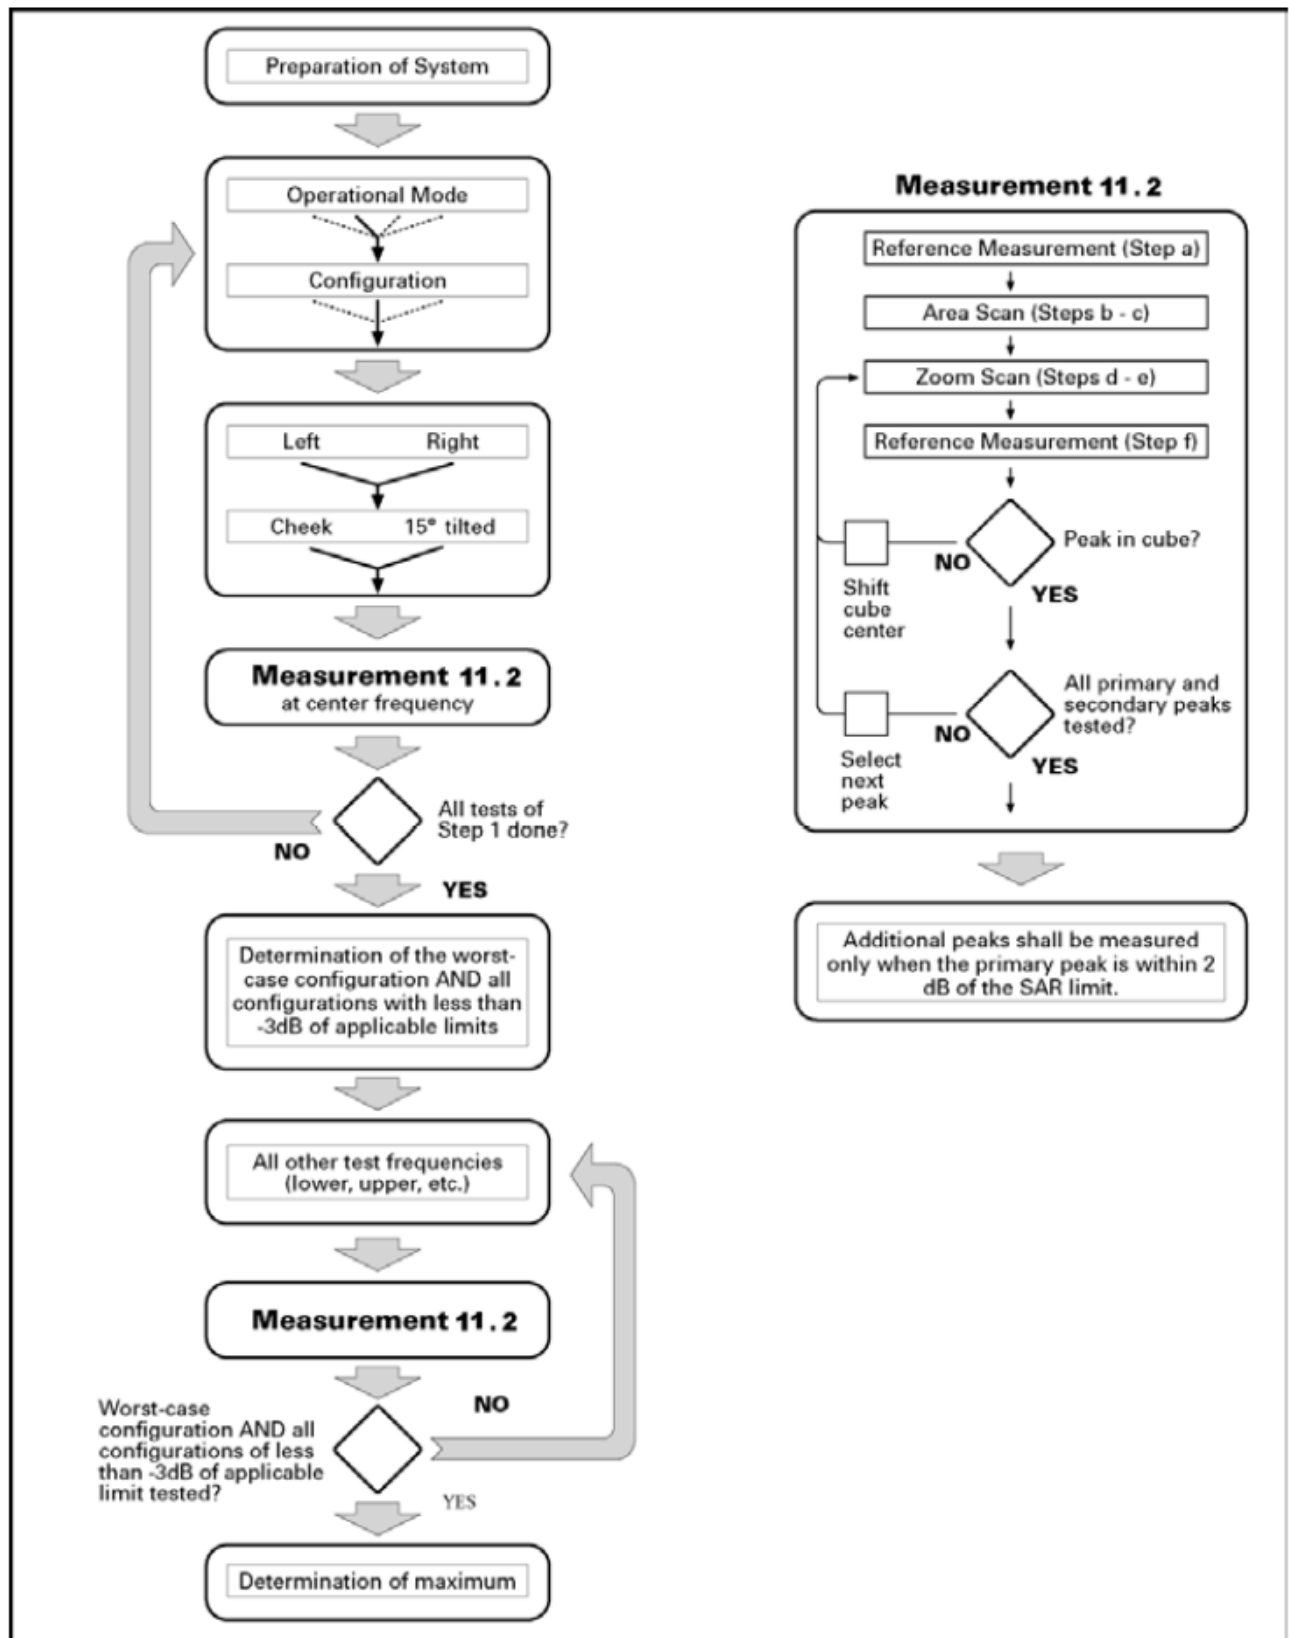 Preparation of System
Operational Mode
Configuration
Left Right
Cheek 15° tilted
Measurement 11.2
at center frequency
All tests of
Step 1 done?
NO
YES
Determination of the worst-
case configuration AND all
configurations with less than
-3dB of applicable limits
All other test frequencies
(lower, upper, etc.)
Measurement 11.2
NO
Worst-case
configuration AND all
configurations of less
than -3dB of applicable
limit tested?
YES
Determination of maximum
Measurement 11.2
Reference Measurement (Step a)
Area Scan (Steps b - c)
Zoom Scan (Steps d - e)
Reference Measurement (Step f)
Peak in cube?
NO
YES
Shift
cube
center
All primary and
secondary peaks
tested?
NO
YES
Select
next
peak
Additional peaks shall be measured
only when the primary peak is within 2
dB of the SAR limit.